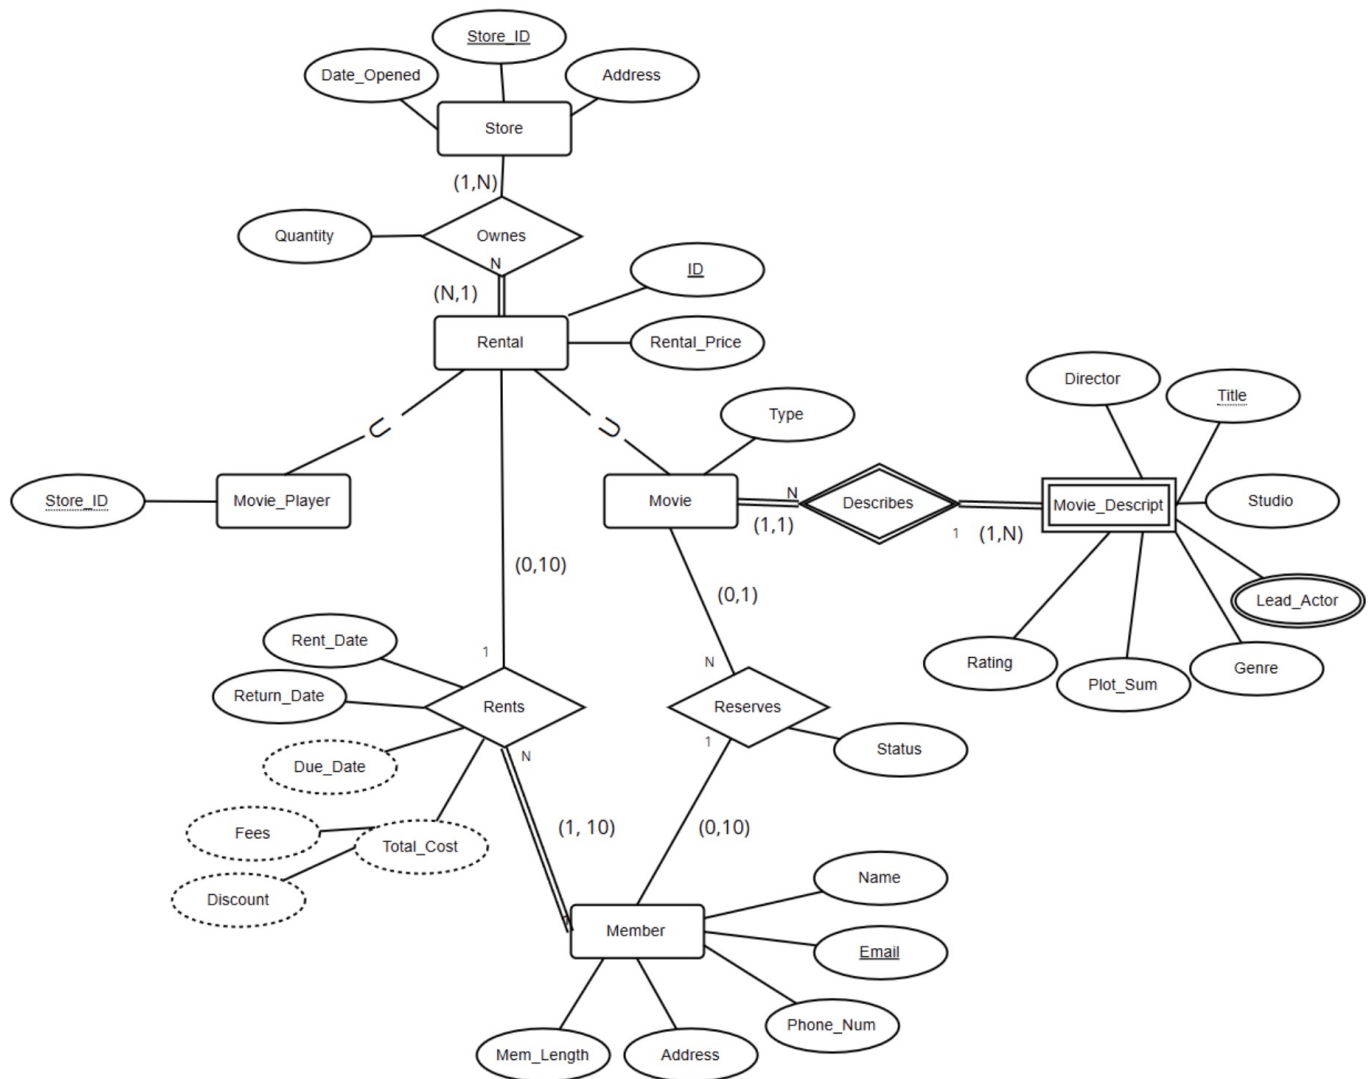 Store_ID
Date_Opened
Address
Store
(1,N)
Quantity
Ownes
N
(N,1)
ID
Rental
Rental_Price
Director
Title
Type
Store_ID
Movie_Player
Movie
N
(1,1)
Describes
1
(1,N)
Movie_Descript
Studio
(0,10)
(0,1)
Lead_Actor
Rent_Date
1
N
Rating
Plot_Sum
Genre
Return_Date
Rents
Reserves
1
Status
Due_Date
N
Fees
Total_Cost
(1, 10)
(0,10)
Discount
Name
Member
Email
Phone_Num
Mem_Length
Address